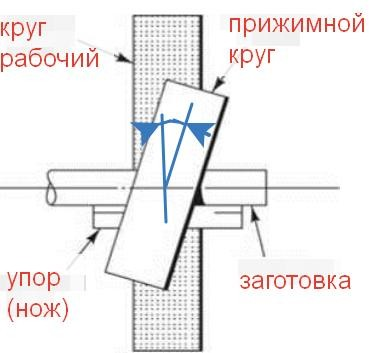 круг
рабочий
прижимной
круг
упор
(нож)
заготовка